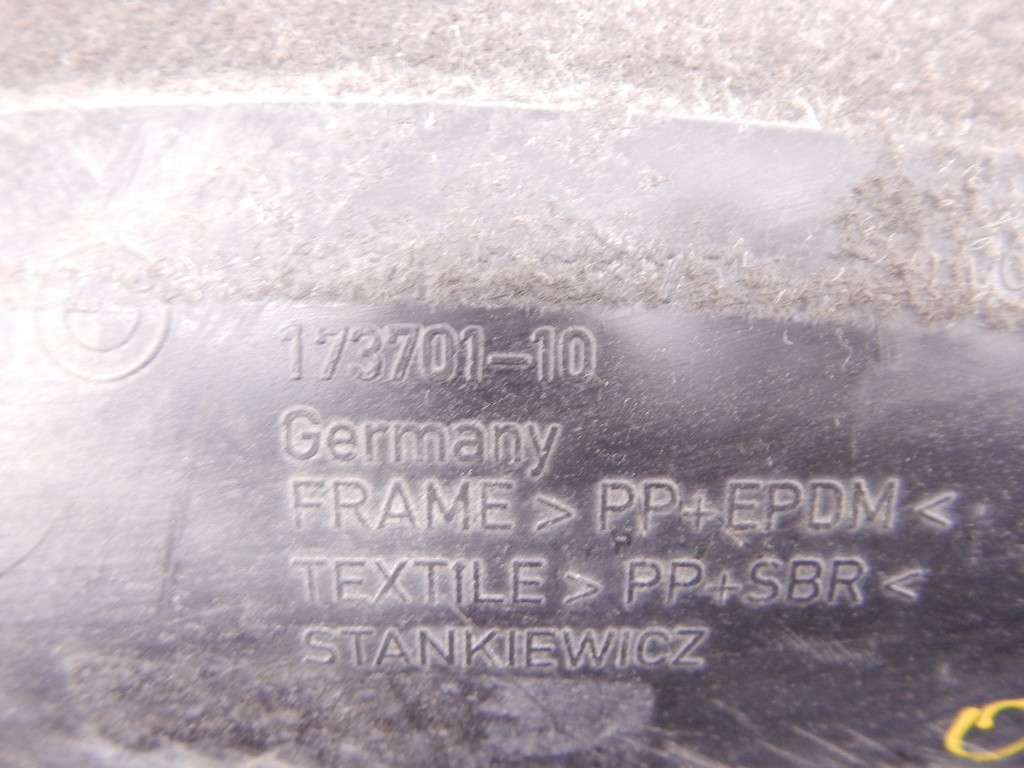 173701-10
Germany
FRAME > PP+EPDM <
TEXTILE > PP+SBR <
STANKIEWICZ